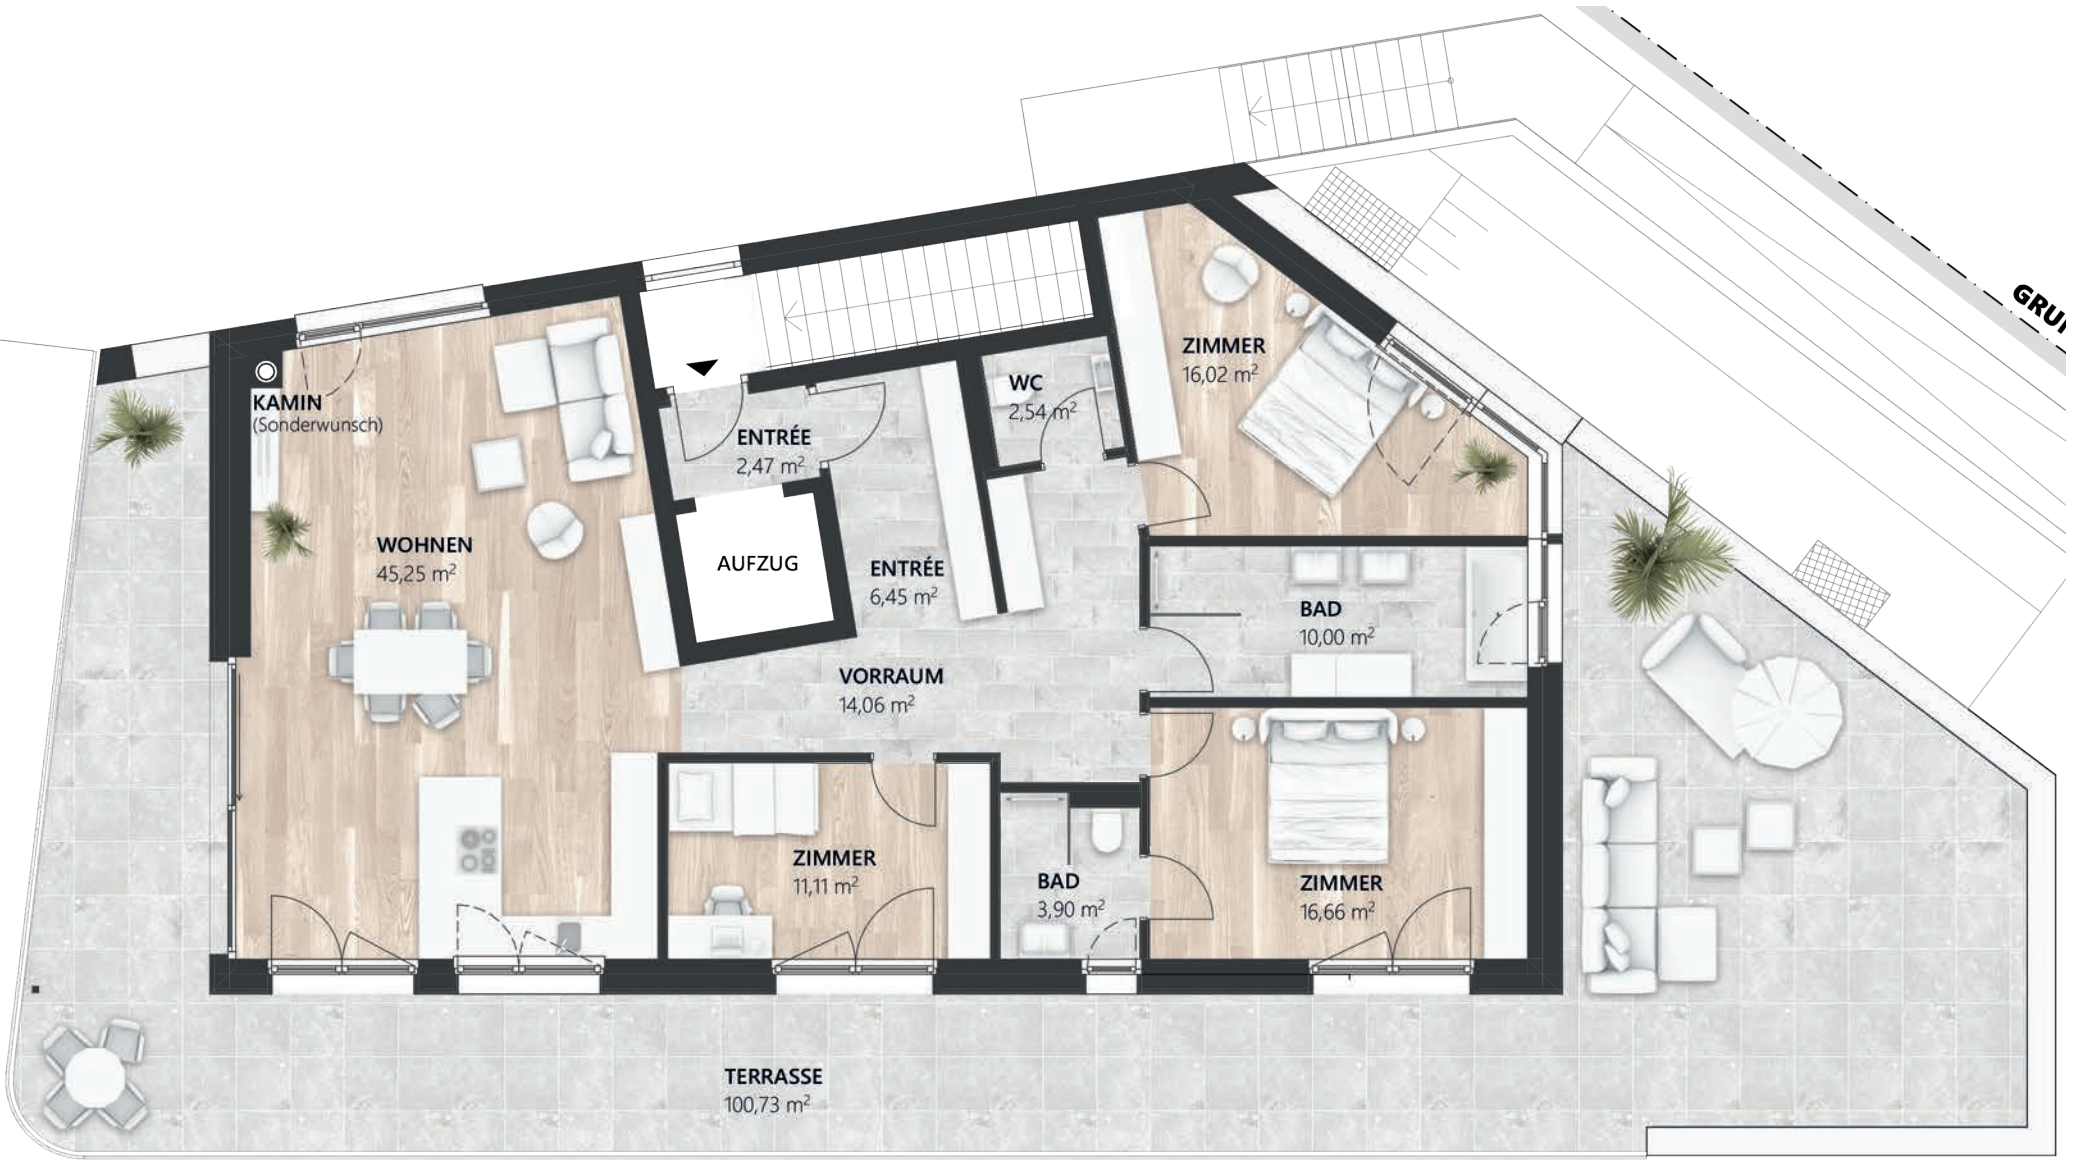 GRU
ZIMMER
16,02 m²
WC
2,54 m²
KAMIN
(Sonderwunsch)
ENTRÉE
2,47 m²
WOHNEN
45,25 m²
AUFZUG
ENTRÉE
6,45 m²
BAD
10,00 m²
VORRAUM
14,06 m²
ZIMMER
11,11 m²
BAD
3,90 m²
ZIMMER
16,66 m²
TERRASSE
100,73 m²